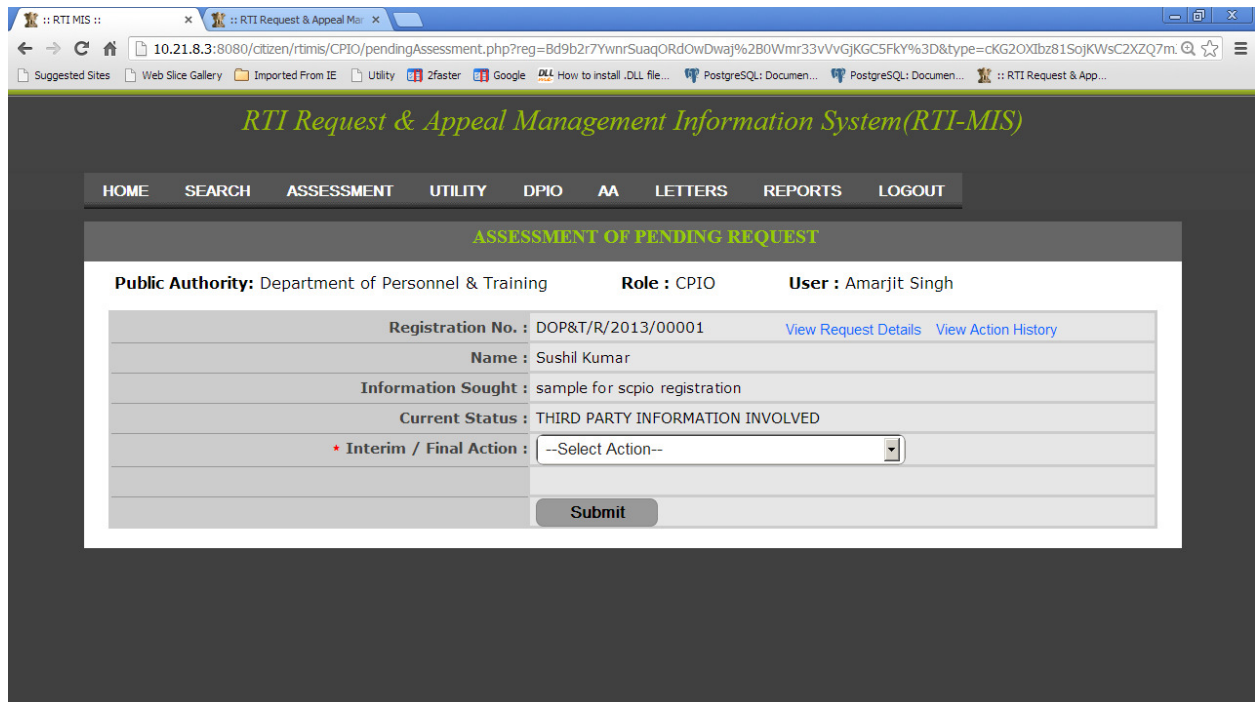 :: RTI MIS ::
:: RTI Request & Appeal Mar
10.21.8.3:8080/citizen/rtimis/CPIO/pendingAssessment.php?reg=Bd9b2r7YwnrSuaqORdOwDwaj%2B0Wmr33vVvGjKGC5FkY%3D&type=cKG2OXIbz81SojKWsC2XZQ7m
Suggested Sites Web Slice Gallery Imported From IE Utility 2faster Google How to install .DLL file... PostgreSQL: Documen... PostgreSQL: Documen... :: RTI Request & App...
RTI Request & Appeal Management Information System(RTI-MIS)
HOME SEARCH ASSESSMENT UTILITY DPIO AA LETTERS REPORTS LOGOUT
ASSESSMENT OF PENDING REQUEST
Public Authority: Department of Personnel & Training Role : CPIO User : Amarjit Singh
Registration No. : DOP&T/R/2013/00001 View Request Details View Action History
Name : Sushil Kumar
Information Sought : sample for scpio registration
Current Status : THIRD PARTY INFORMATION INVOLVED
* Interim / Final Action : --Select Action--
Submit